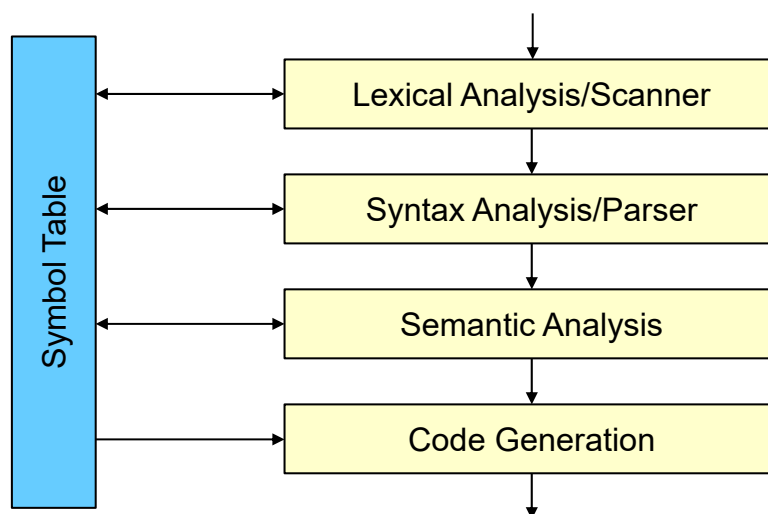 Symbol Table
Lexical Analysis/Scanner
Syntax Analysis/Parser
Semantic Analysis
Code Generation